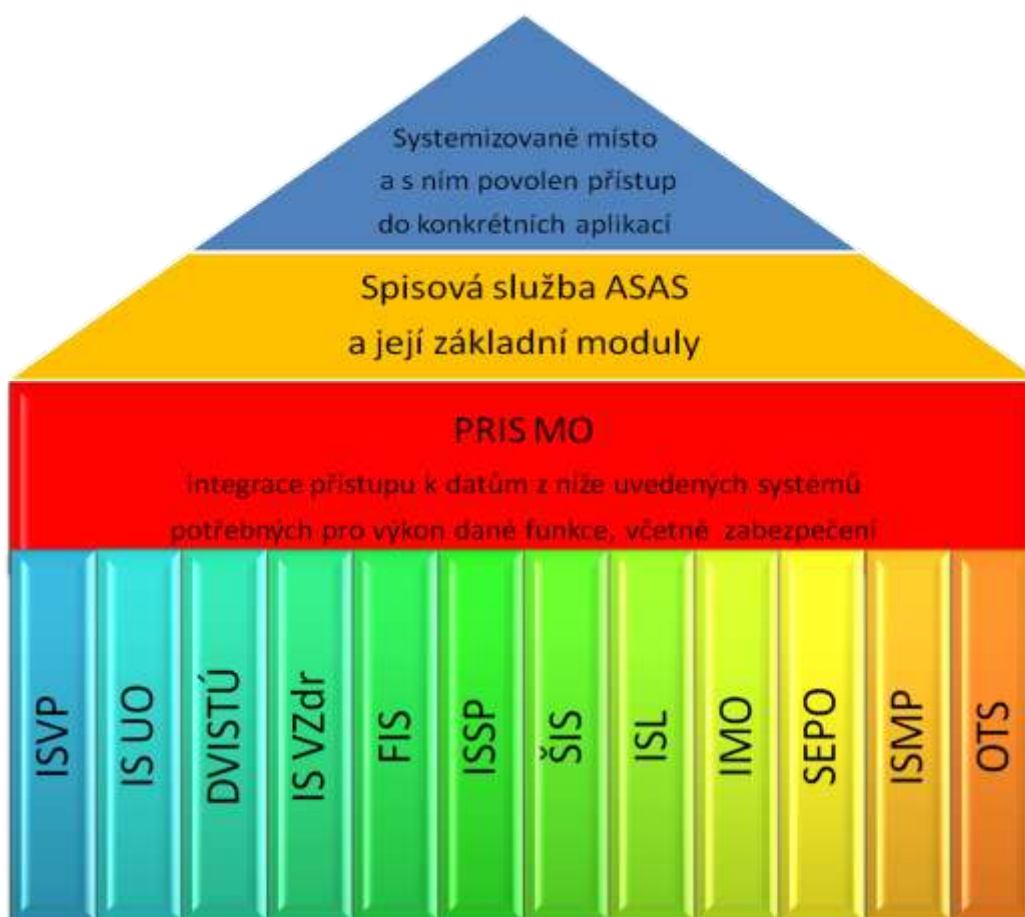 Systemizované místo
a s ním povolen přístup
do konkrétních aplikací
Spisová služba ASAS
a její základní moduly
PRIS MO
integrace přístupu k datům z níže uvedených systémů
potřebných pro výkon dané funkce, včetně zabezpečení
ISVP
IS UO
DVISTÚ
IS VZdr
FIS
ISSP
ŠIS
ISL
IMO
SEPO
ISMP
OTS